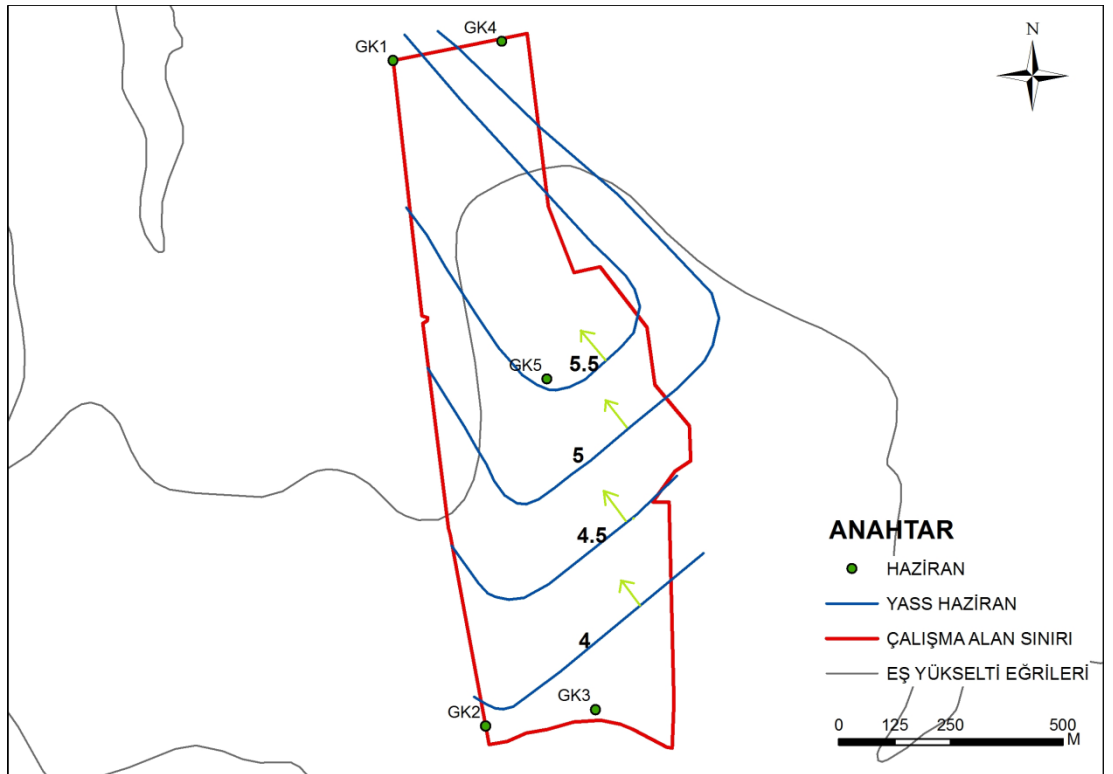 GK4
GK1
N
GK5
5.5
5
4.5
4
GK2
GK3
ANAHTAR
HAZİRAN
YASS HAZİRAN
ÇALIŞMA ALAN SINIRI
EŞ YÜKSELTİ EĞRİLERİ
0 125 250 500
M